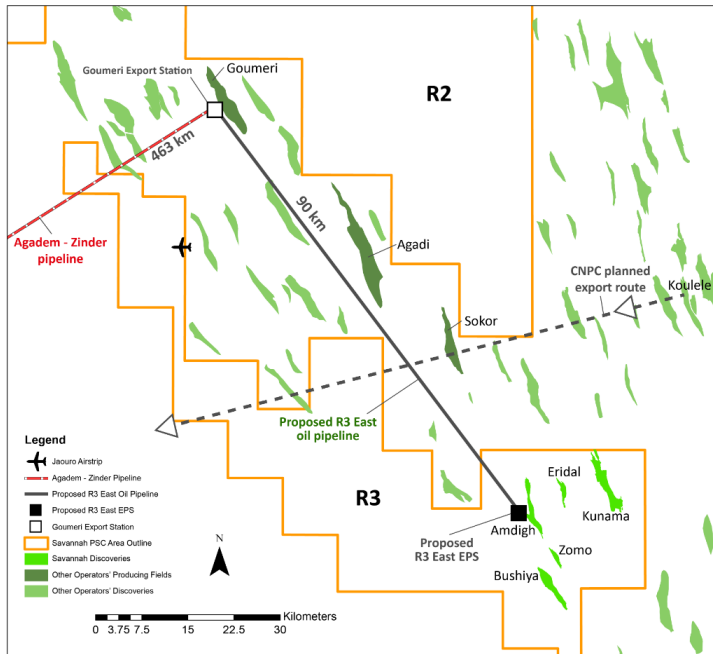 Goumeri Export Station
Goumeri
R2
463 km
90 km
Agadem - Zinder
pipeline
Agadi
CNPC planned
export route
Koulele
Sokor
Proposed R3 East
oil pipeline
R3
Eridal
Kunama
Amdigh
Proposed
R3 East EPS
Zomo
Bushiya
Legend
Jaouro Airstrip
Agadem - Zinder Pipeline
Proposed R3 East Oil Pipeline
Proposed R3 East EPS
Goumeri Export Station
Savannah PSC Area Outline
Savannah Discoveries
Other Operators' Producing Fields
Other Operators' Discoveries
N
Kilometers
0 3.75 7.5 15 22.5 30